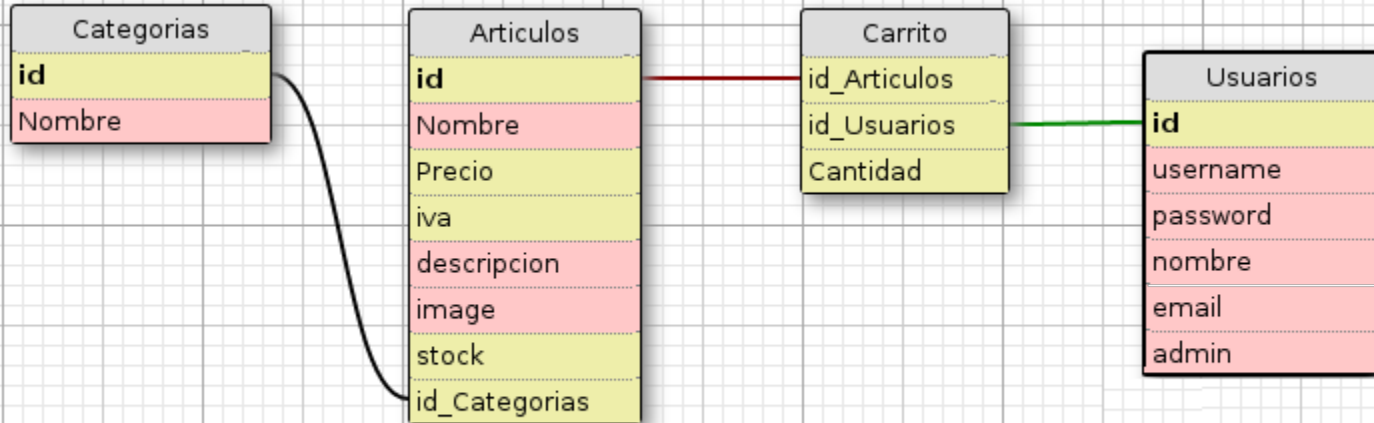 Categorias
id
Nombre
Articulos
id
Nombre
Precio
iva
descripcion
image
stock
id_Categorias
Carrito
id_Articulos
id_Usuarios
Cantidad
Usuarios
id
username
password
nombre
email
admin